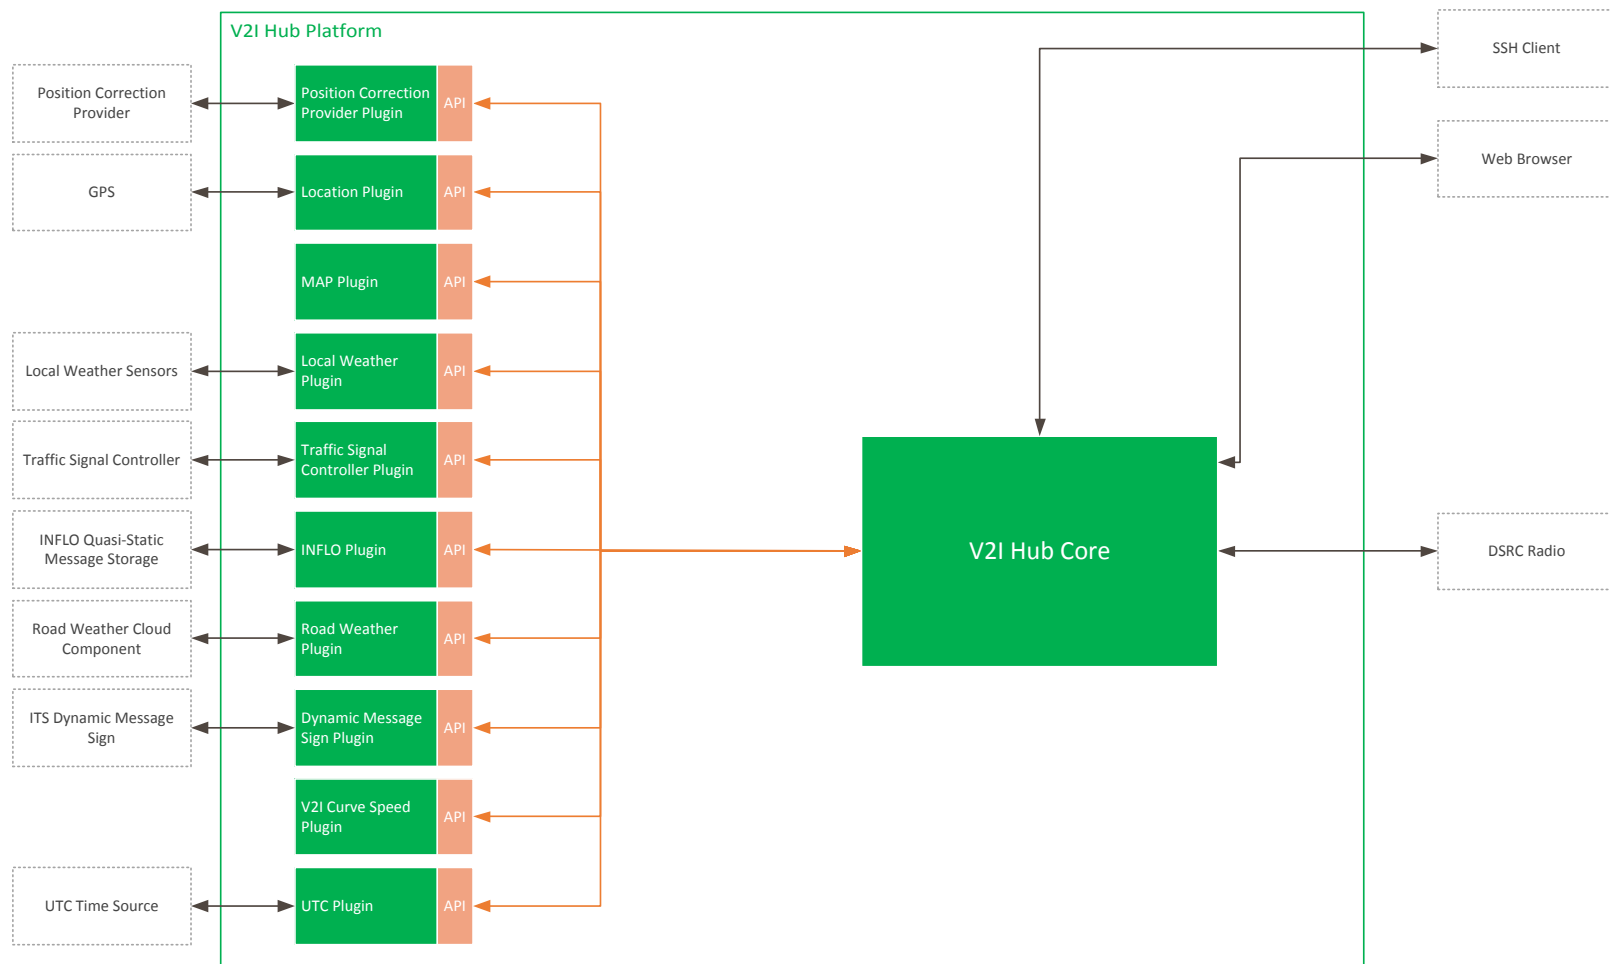 V2I Hub Platform
SSH Client
Position Correction
Provider
Position Correction
Provider Plugin
API
Web Browser
GPS
Location Plugin
API
MAP Plugin
API
Local Weather Sensors
Local Weather
Plugin
API
Traffic Signal Controller
Traffic Signal
Controller Plugin
API
INFLO Quasi-Static
Message Storage
INFLO Plugin
API
V2I Hub Core
DSRC Radio
Road Weather Cloud
Component
Road Weather
Plugin
API
ITS Dynamic Message
Sign
Dynamic Message
Sign Plugin
API
V2I Curve Speed
Plugin
API
UTC Time Source
UTC Plugin
API